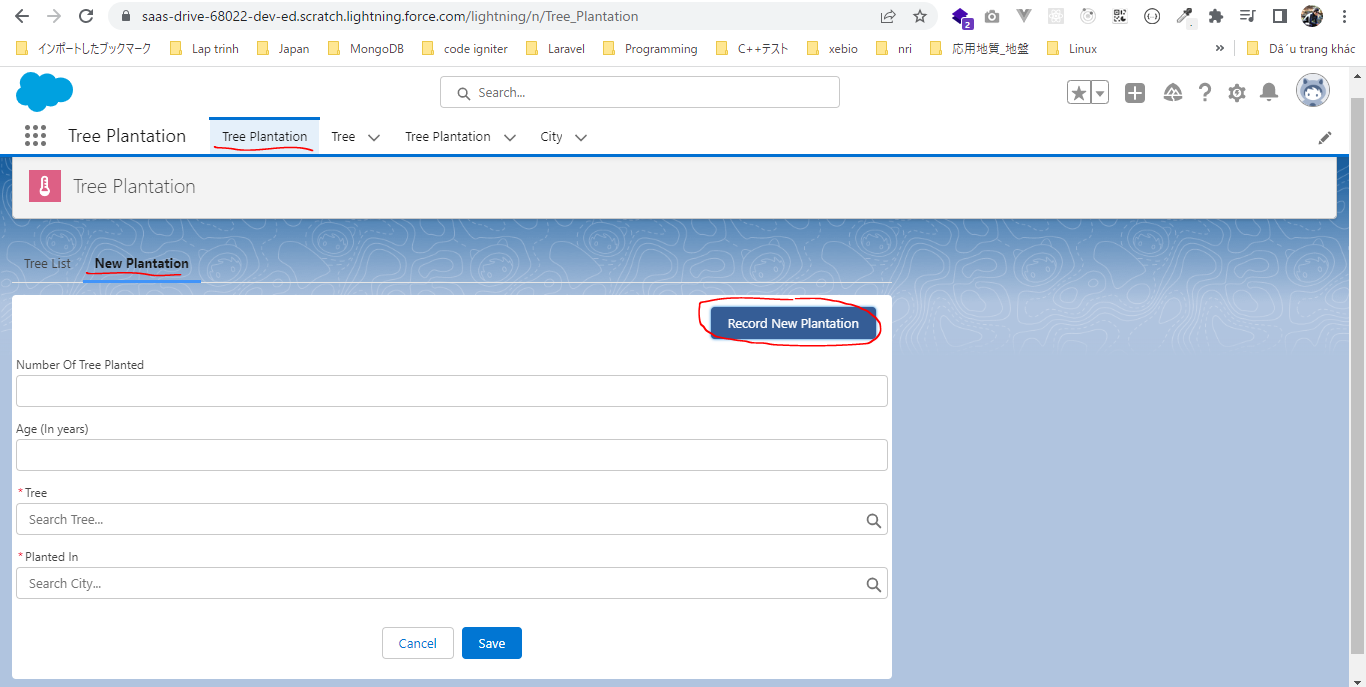 saas-drive-68022-dev-ed.scratch.lightning.force.com/lightning/n/Tree_Plantation
2
インポートしたブックマーク Lap trinh Japan MongoDB code igniter Laravel Programming C++テスト xebio nri 応用地質_地盤 Linux » Dấu trang khác
Search...
Tree Plantation Tree Plantation Tree Tree Plantation City
Tree Plantation
Tree List New Plantation
Record New Plantation
Number Of Tree Planted
Age (In years)
* Tree
Search Tree...
* Planted In
Search City...
Cancel Save